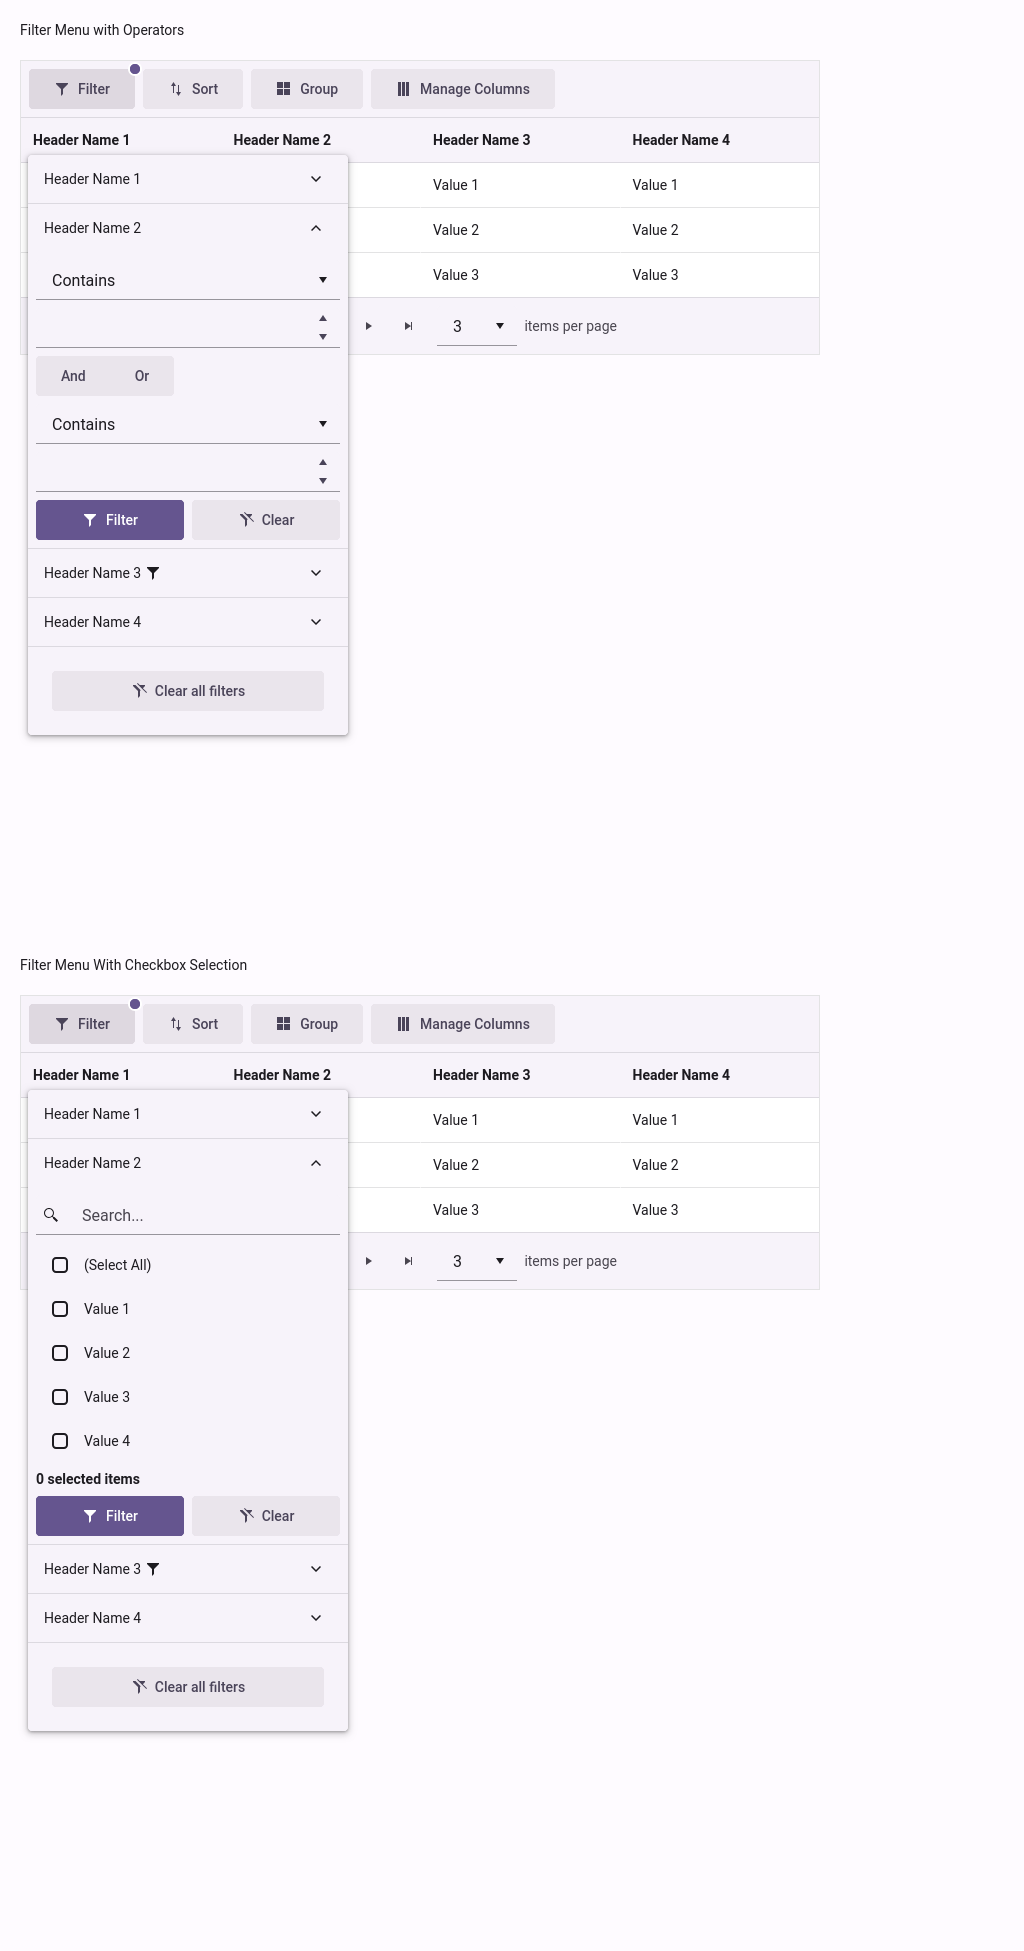 Filter Menu with Operators
Filter Sort Group Manage Columns
Header Name 1 Header Name 2 Header Name 3 Header Name 4
Header Name 1
Value 1 Value 1
Header Name 2
Value 2 Value 2
Contains
Value 3 Value 3
3 items per page
And Or
Contains
Filter Clear
Header Name 3
Header Name 4
Clear all filters
Filter Menu With Checkbox Selection
Filter Sort Group Manage Columns
Header Name 1 Header Name 2 Header Name 3 Header Name 4
Header Name 1
Value 1 Value 1
Header Name 2
Value 2 Value 2
Search...
Value 3 Value 3
(Select All)
3 items per page
Value 1
Value 2
Value 3
Value 4
0 selected items
Filter Clear
Header Name 3
Header Name 4
Clear all filters